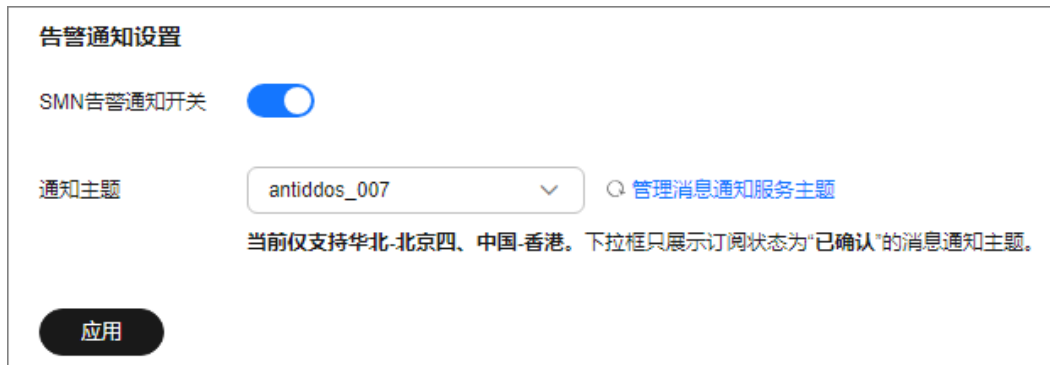 告警通知设置
SMN告警通知开关
通知主题 antiddos_007 管理消息通知服务主题
当前仅支持华北-北京四、中国-香港。下拉框只展示订阅状态为“已确认”的消息通知主题。
应用